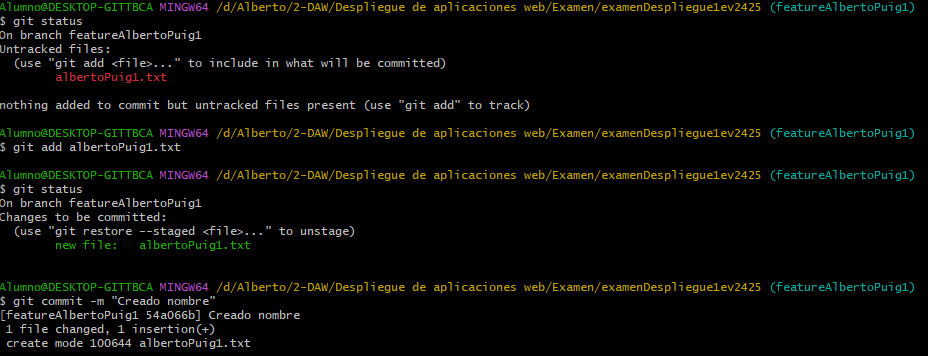 Alumno@DESKTOP-GITTBCA MINGW64 /d/Alberto/2-DAW/Despliegue de aplicaciones web/Examen/examenDespliegue1ev2425 (featureAlbertoPuig1)
$ git status
On branch featureAlbertoPuig1
Untracked files:
  (use "git add <file>..." to include in what will be committed)
        albertoPuig1.txt

nothing added to commit but untracked files present (use "git add" to track)

Alumno@DESKTOP-GITTBCA MINGW64 /d/Alberto/2-DAW/Despliegue de aplicaciones web/Examen/examenDespliegue1ev2425 (featureAlbertoPuig1)
$ git add albertoPuig1.txt

Alumno@DESKTOP-GITTBCA MINGW64 /d/Alberto/2-DAW/Despliegue de aplicaciones web/Examen/examenDespliegue1ev2425 (featureAlbertoPuig1)
$ git status
On branch featureAlbertoPuig1
Changes to be committed:
  (use "git restore --staged <file>..." to unstage)
        new file:   albertoPuig1.txt

Alumno@DESKTOP-GITTBCA MINGW64 /d/Alberto/2-DAW/Despliegue de aplicaciones web/Examen/examenDespliegue1ev2425 (featureAlbertoPuig1)
$ git commit -m "Creado nombre"
[featureAlbertoPuig1 54a066b] Creado nombre
 1 file changed, 1 insertion(+)
 create mode 100644 albertoPuig1.txt